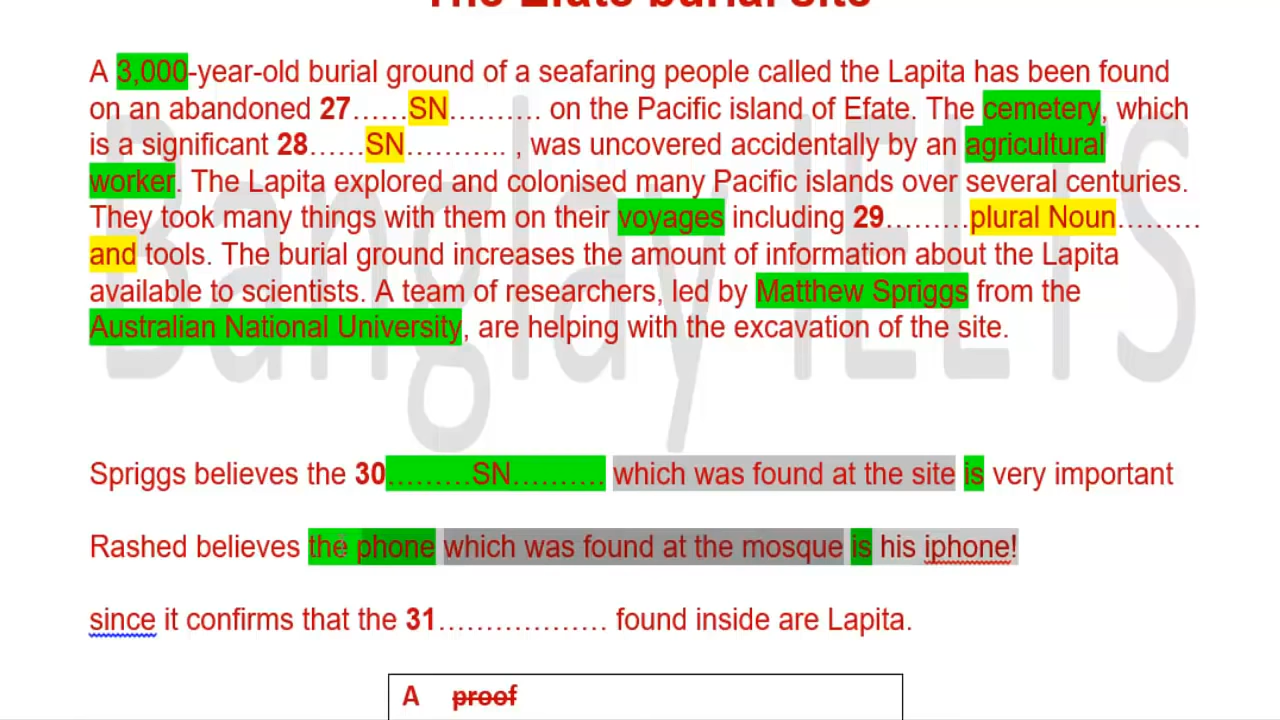 The Efate burial site
A 3,000-year-old burial ground of a seafaring people called the Lapita has been found
on an abandoned 27......SN.......... on the Pacific island of Efate. The cemetery, which
is a significant 28......SN........... , was uncovered accidentally by an agricultural
worker. The Lapita explored and colonised many Pacific islands over several centuries.
They took many things with them on their voyages including 29.........plural Noun.........
and tools. The burial ground increases the amount of information about the Lapita
available to scientists. A team of researchers, led by Matthew Spriggs from the
Australian National University, are helping with the excavation of the site.
Banglay IELTS
Spriggs believes the 30.........SN.......... which was found at the site is very important
Rashed believes the phone which was found at the mosque is his iphone!
since it confirms that the 31.................. found inside are Lapita.
A proof